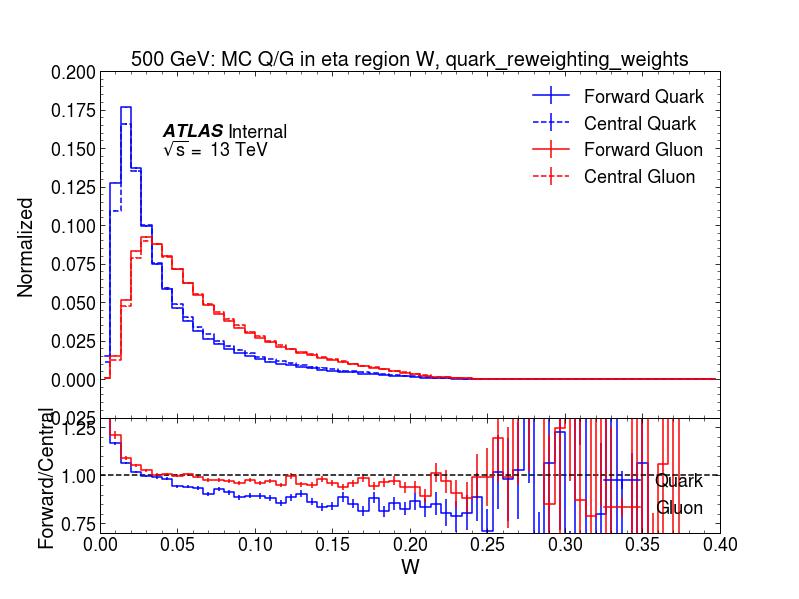 500 GeV: MC Q/G in eta region W, quark_reweighting_weights
0.200
0.175
0.150
0.125
0.100
0.075
0.050
0.025
0.000
0.025
Normalized
ATLAS Internal
√s = 13 TeV
Forward Quark
Central Quark
Forward Gluon
Central Gluon
1.25
1.00
0.75
Forward/Central
Quark
Gluon
0.00 0.05 0.10 0.15 0.20 0.25 0.30 0.35 0.40
W